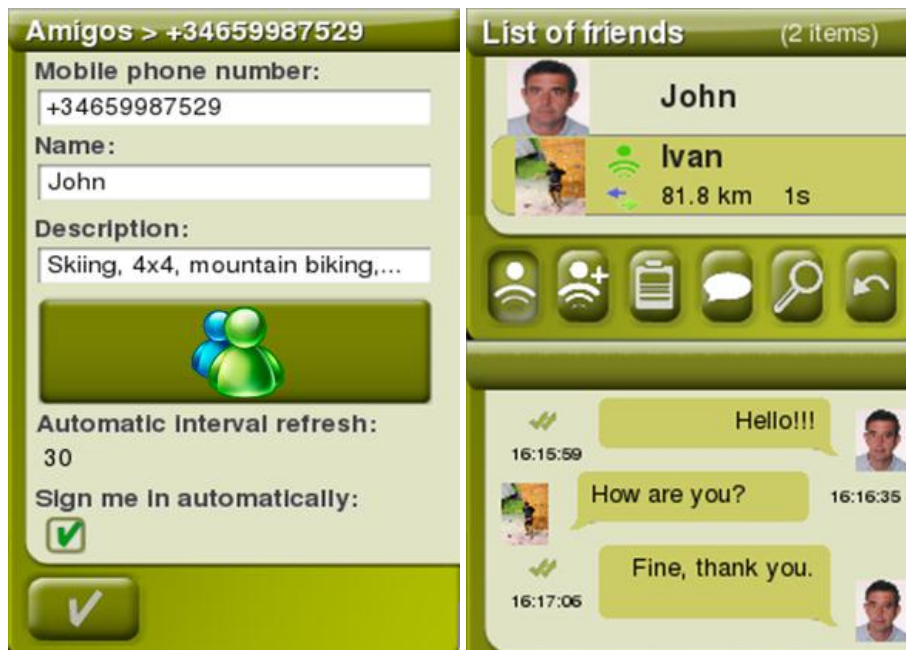 Amigos > +34659987529
Mobile phone number:
+34659987529
Name:
John
Description:
Skiing, 4x4, mountain biking,...
Automatic interval refresh:
30
Sign me in automatically:
List of friends (2 items)
John
Ivan
81.8 km 1s
Hello!!!
16:15:59
How are you? 16:16:35
Fine, thank you.
16:17:06